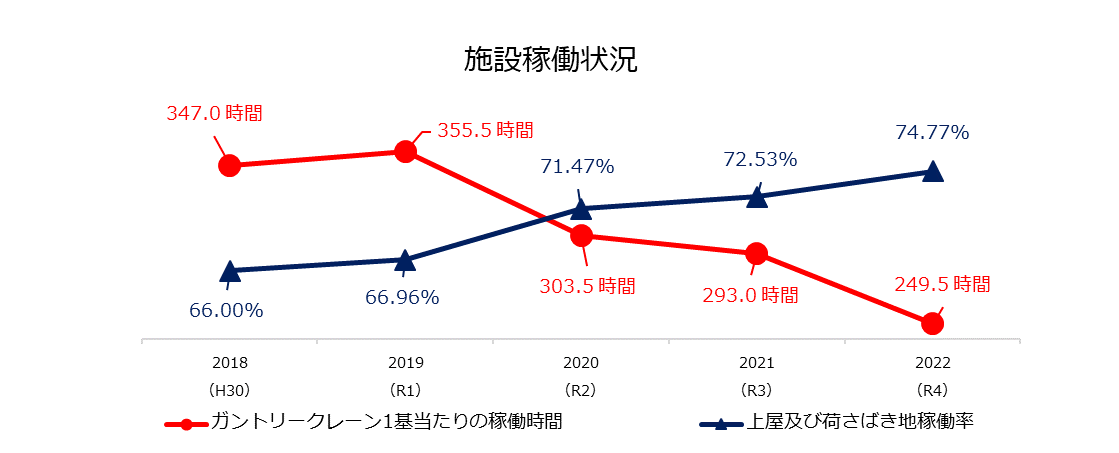 施設稼働状況
347.0 時間
355.5 時間
303.5 時間
293.0 時間
249.5 時間
66.00%
66.96%
71.47%
72.53%
74.77%
2018 2019 2020 2021 2022
（H30） （R1） （R2） （R3） （R4）
ガントリークレーン1基当たりの稼働時間 上屋及び荷さばき地稼働率